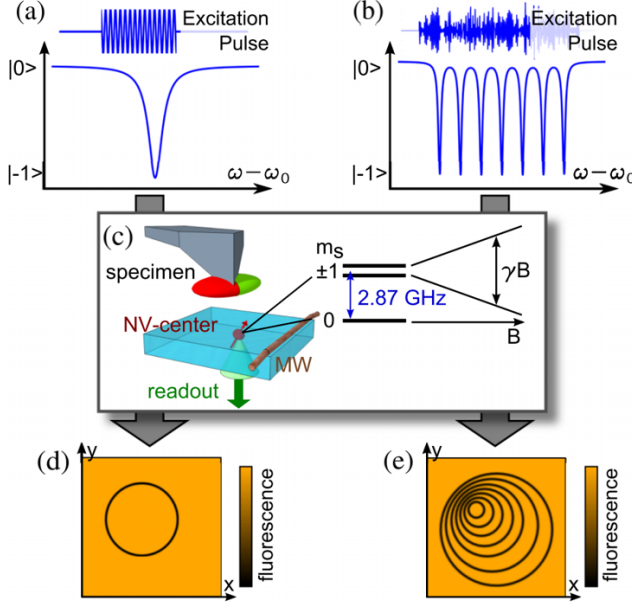 (a)
Excitation
Pulse
|0>
|-1>
ω−ω0
(b)
Excitation
Pulse
|0>
|-1>
ω−ω0
(c)
specimen
NV-center
MW
readout
ms
±1
0
2.87 GHz
γB
B
(d)
y
x
fluorescence
(e)
y
x
fluorescence